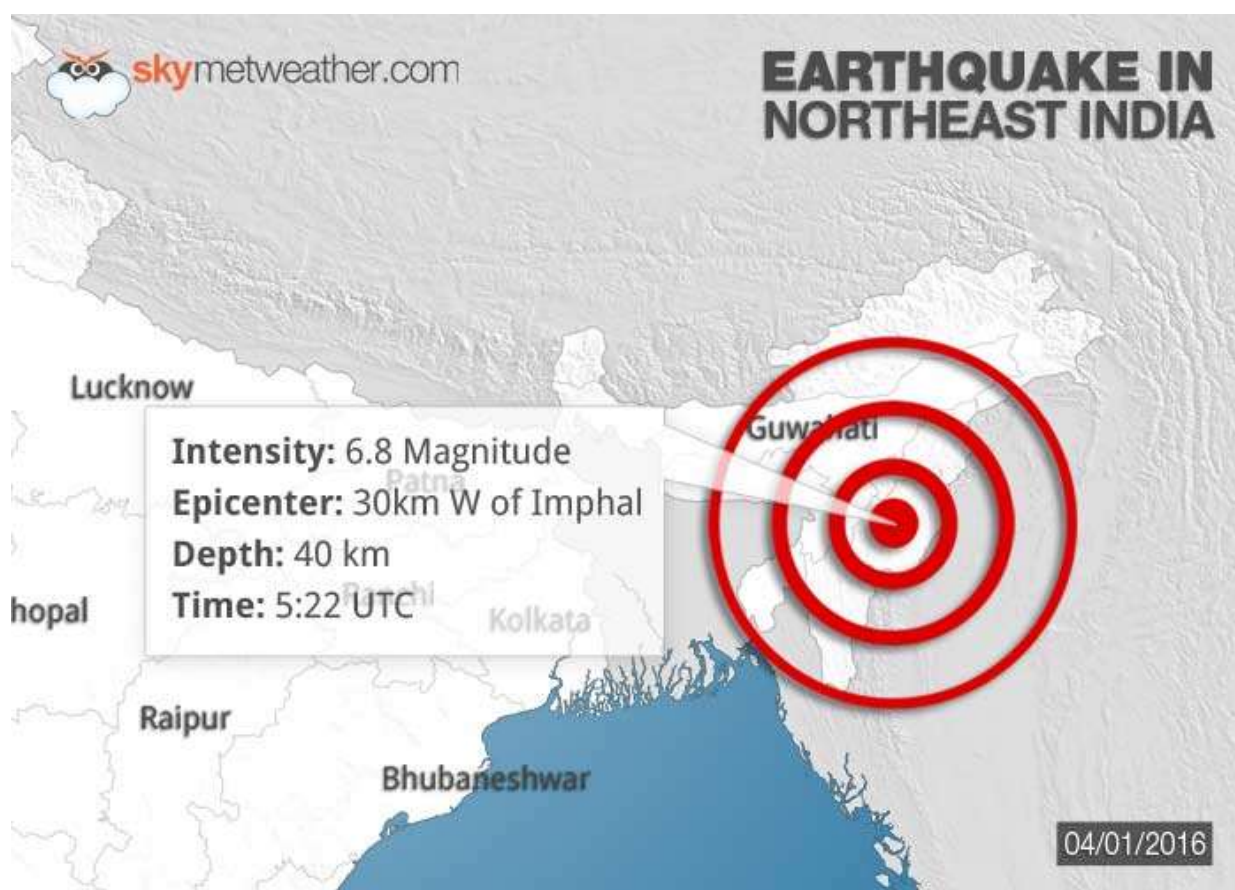 skymetweather.com
EARTHQUAKE IN
NORTHEAST INDIA
Lucknow
Guwahati
Intensity: 6.8 Magnitude
Patna
Epicenter: 30km W of Imphal
Depth: 40 km
Ranchi
Time: 5:22 UTC
hopal
Kolkata
Raipur
Bhubaneshwar
04/01/2016